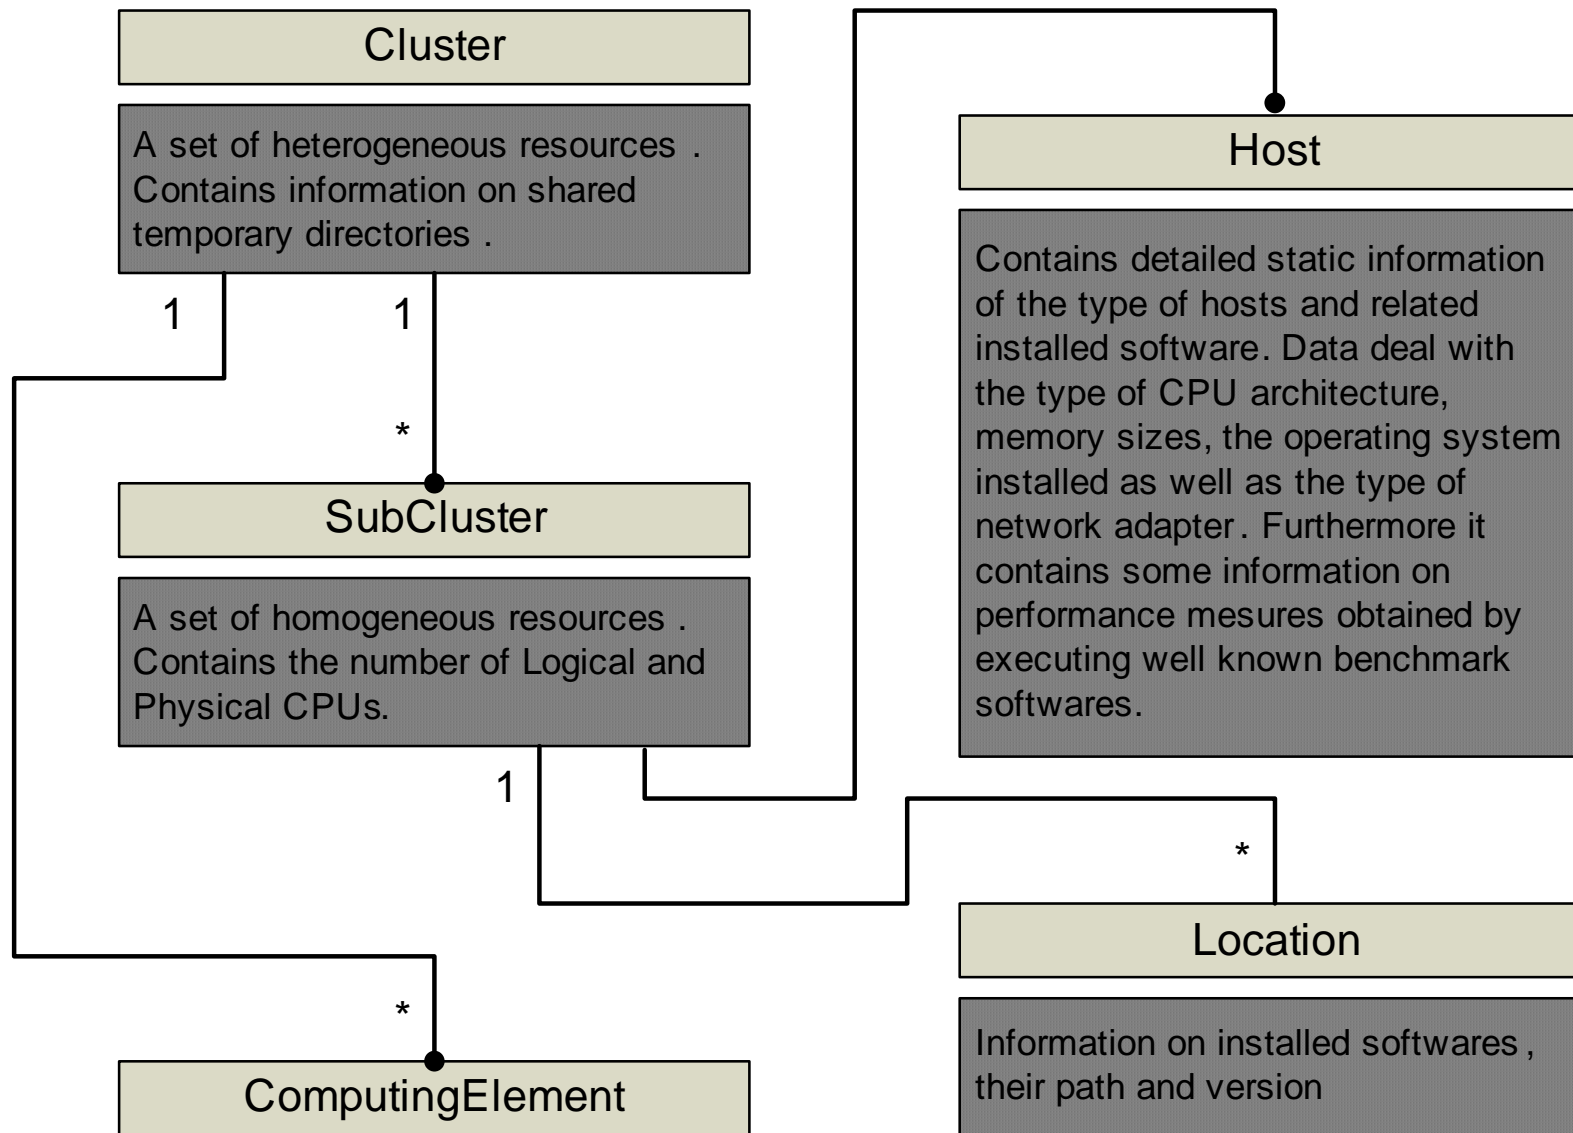 Cluster
A set of heterogeneous resources .
Contains information on shared
temporary directories .
1
1
*
SubCluster
A set of homogeneous resources .
Contains the number of Logical and
Physical CPUs.
1
*
ComputingElement
Host
Contains detailed static information
of the type of hosts and related
installed software. Data deal with
the type of CPU architecture,
memory sizes, the operating system
installed as well as the type of
network adapter. Furthermore it
contains some information on
performance mesures obtained by
executing well known benchmark
softwares.
*
Location
Information on installed softwares,
their path and version